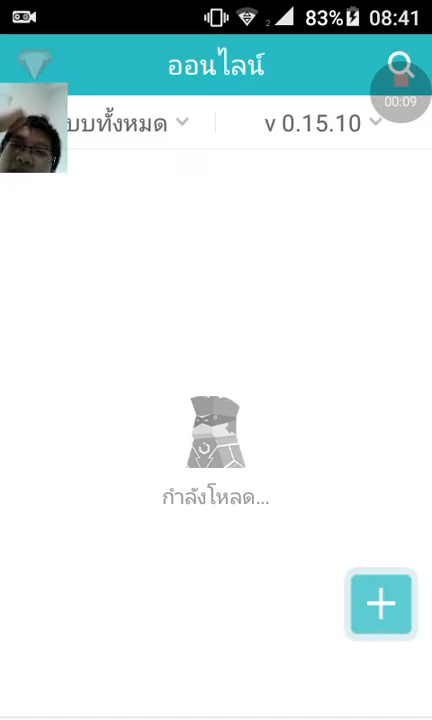 2 83% 08:41
ออนไลน์
00:09
บบทั้งหมด v 0.15.10
กำลังโหลด...